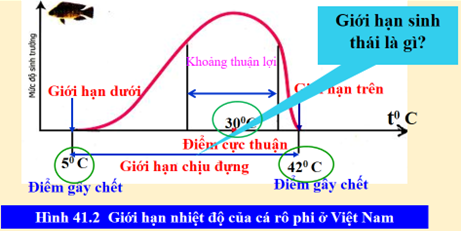 Giới hạn sinh
thái là gì?
Mức độ sinh trưởng
Khoảng thuận lợi
Giới hạn dưới
Giới hạn trên
30⁰C
t⁰ C
Điểm cực thuận
5⁰ C
Giới hạn chịu đựng
42⁰ C
Điểm gây chết
Điểm gây chết
Hình 41.2 Giới hạn nhiệt độ của cá rô phi ở Việt Nam